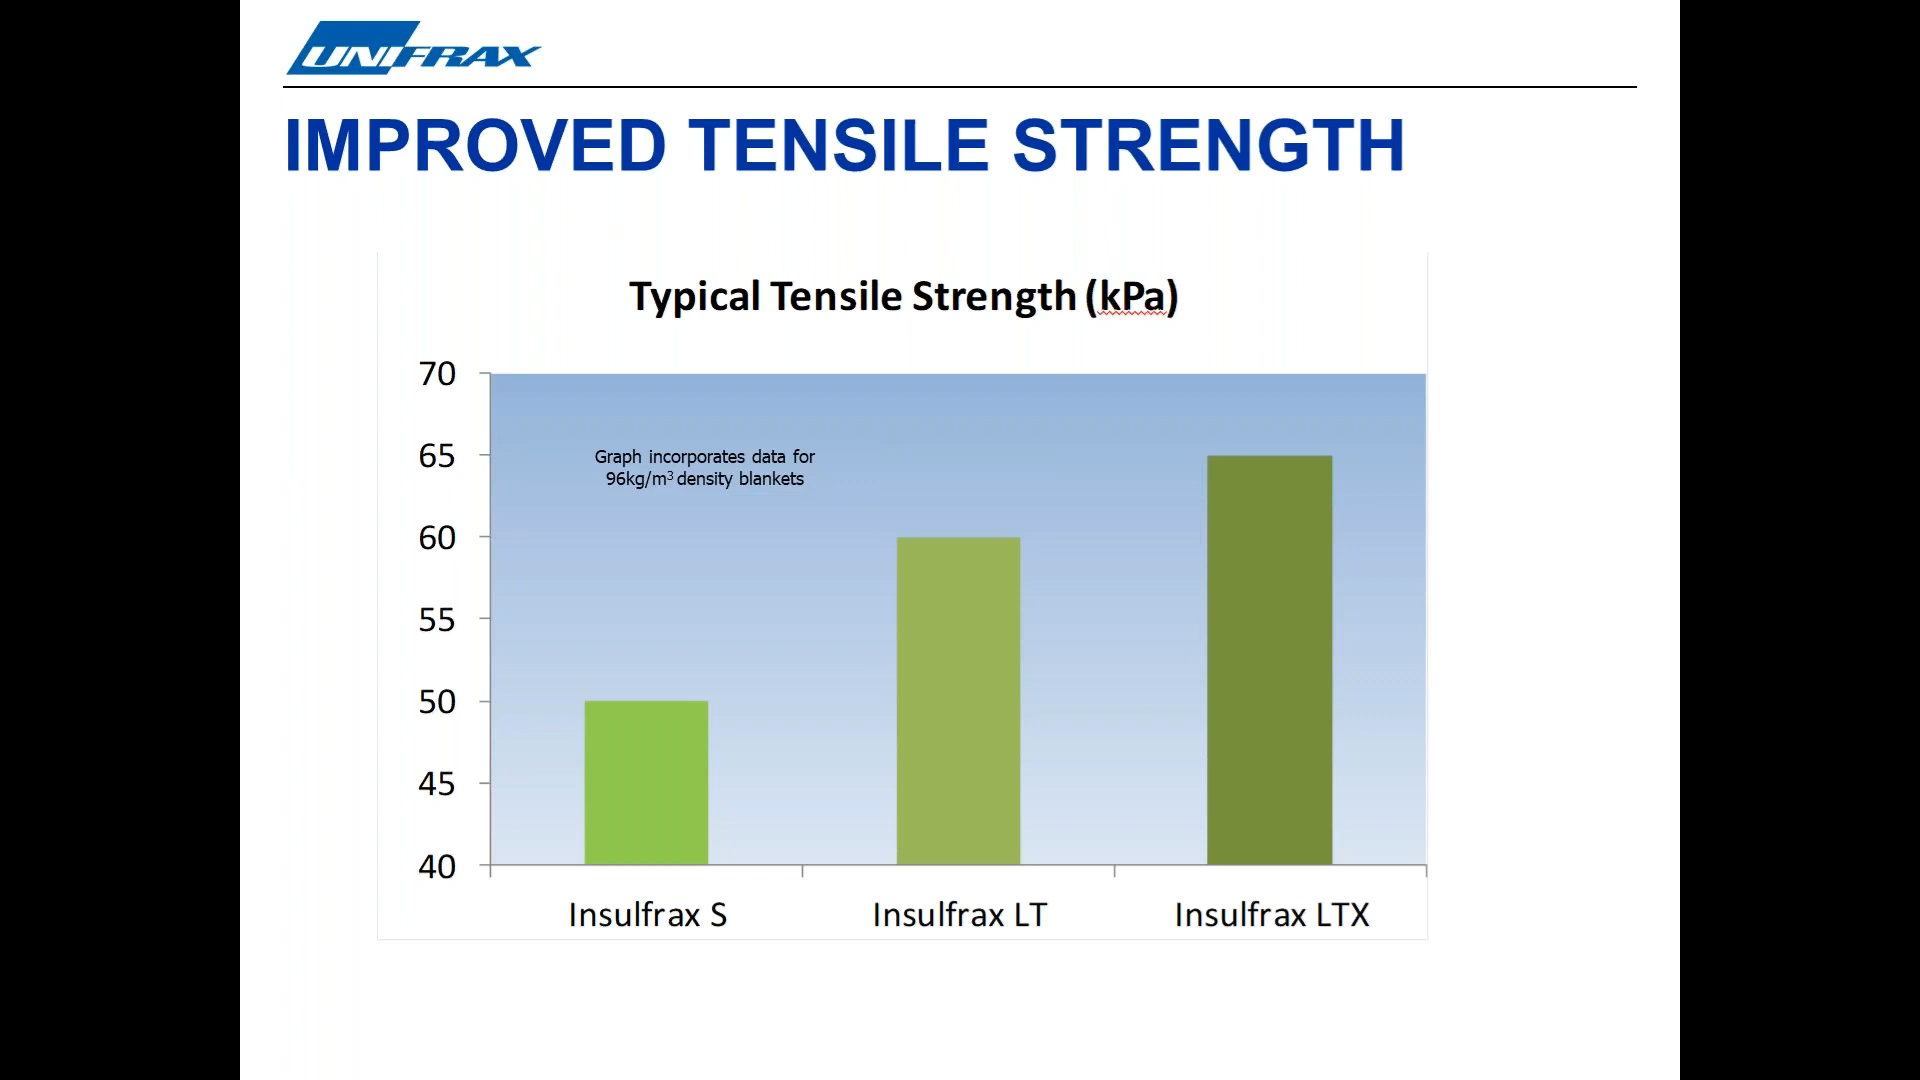 UNIFRAX
IMPROVED TENSILE STRENGTH
Typical Tensile Strength (kPa)
70
65
60
55
50
45
40
Graph incorporates data for
96kg/m³ density blankets
Insulfrax S
Insulfrax LT
Insulfrax LTX